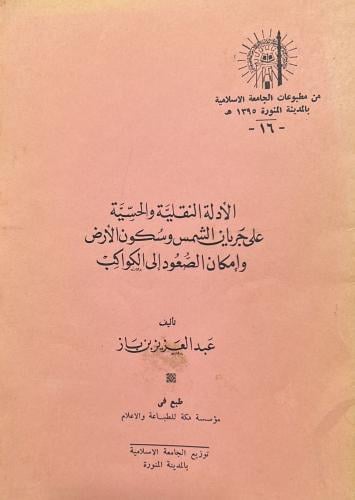 من مطبوعات الجامعة الاسلامية
بالمدينة المنورة ١٣٩٥ هـ
- ١٦ -
الأدلة النقلية والحسية
على جريان الشمس وسكون الأرض
وإمكان الصعود إلى الكواكب
تأليف
عبد العزيز بن باز
طبع في
مؤسسة مكة للطباعة والاعلام
توزيع الجامعة الاسلامية
بالمدينة المنورة